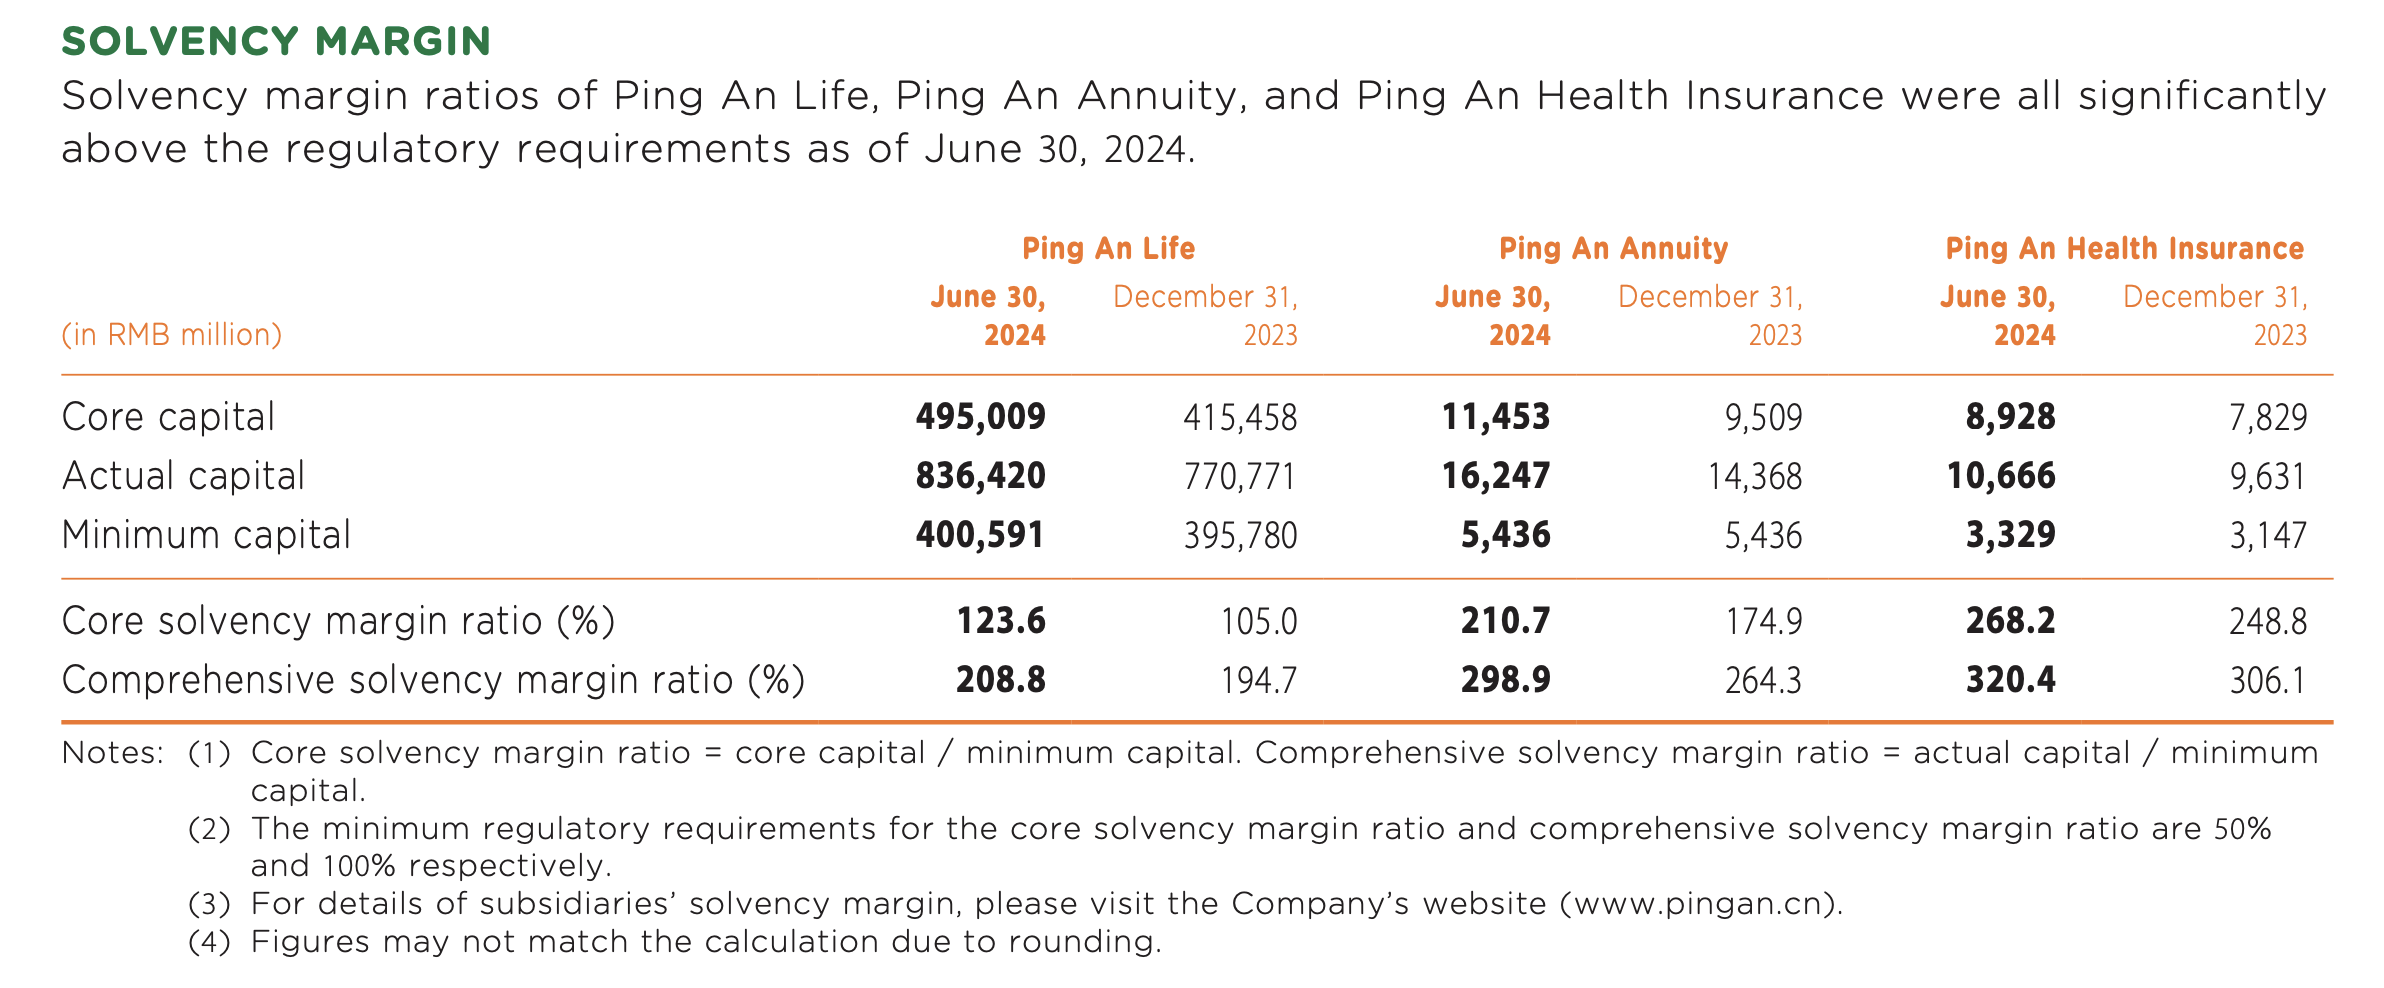 SOLVENCY MARGIN
Solvency margin ratios of Ping An Life, Ping An Annuity, and Ping An Health Insurance were all significantly
above the regulatory requirements as of June 30, 2024.
Ping An Life Ping An Annuity Ping An Health Insurance
June 30, December 31, June 30, December 31, June 30, December 31,
(in RMB million) 2024 2023 2024 2023 2024 2023
Core capital 495,009 415,458 11,453 9,509 8,928 7,829
Actual capital 836,420 770,771 16,247 14,368 10,666 9,631
Minimum capital 400,591 395,780 5,436 5,436 3,329 3,147
Core solvency margin ratio (%) 123.6 105.0 210.7 174.9 268.2 248.8
Comprehensive solvency margin ratio (%) 208.8 194.7 298.9 264.3 320.4 306.1
Notes: (1) Core solvency margin ratio = core capital / minimum capital. Comprehensive solvency margin ratio = actual capital / minimum
capital.
(2) The minimum regulatory requirements for the core solvency margin ratio and comprehensive solvency margin ratio are 50%
and 100% respectively.
(3) For details of subsidiaries’ solvency margin, please visit the Company’s website (www.pingan.cn).
(4) Figures may not match the calculation due to rounding.